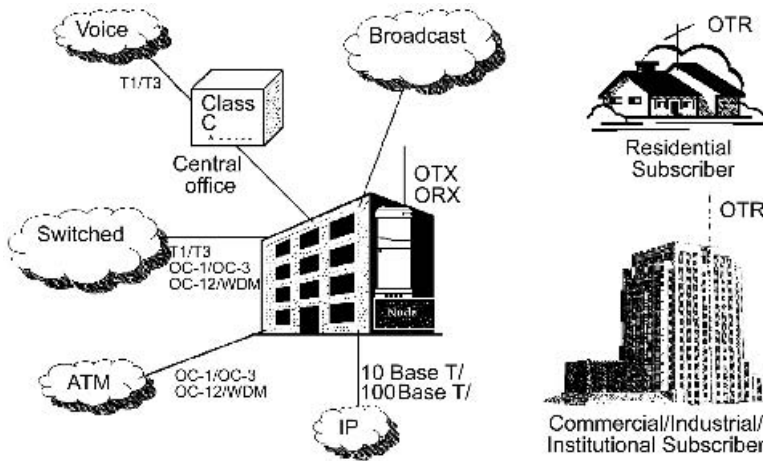 Voice
T1/T3
Class
C
Central
office
Broadcast
OTX
ORX
Switched
T1/T3
OC-1/OC-3
OC-12/WDM
Node
ATM
OC-1/OC-3
OC-12/WDM
10 Base T/
100 Base T/
IP
OTR
Residential
Subscriber
OTR
Commercial/Industrial/
Institutional Subscriber